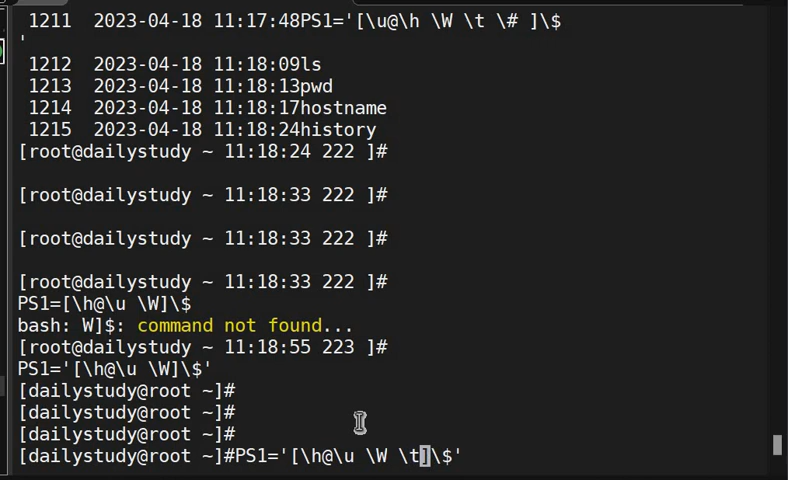 1211  2023-04-18 11:17:48PS1='[\u@\h \W \t \# ]\$
'
1212  2023-04-18 11:18:09ls
1213  2023-04-18 11:18:13pwd
1214  2023-04-18 11:18:17hostname
1215  2023-04-18 11:18:24history
[root@dailystudy ~ 11:18:24 222 ]#
[root@dailystudy ~ 11:18:33 222 ]#
[root@dailystudy ~ 11:18:33 222 ]#
[root@dailystudy ~ 11:18:33 222 ]#
PS1=[\h@\u \W]\$
bash: W]$: command not found...
[root@dailystudy ~ 11:18:55 223 ]#
PS1='[\h@\u \W]\$'
[dailystudy@root ~]#
[dailystudy@root ~]#
[dailystudy@root ~]#
[dailystudy@root ~]#PS1='[\h@\u \W \t]\$'